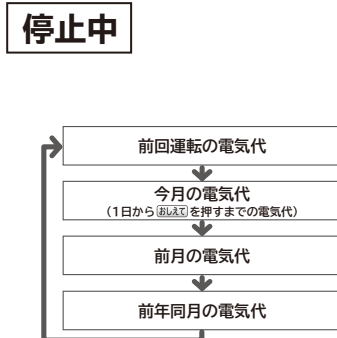 停止中
前回運転の電気代
今月の電気代
(1日からおしえてを押すまでの電気代)
前月の電気代
前年同月の電気代